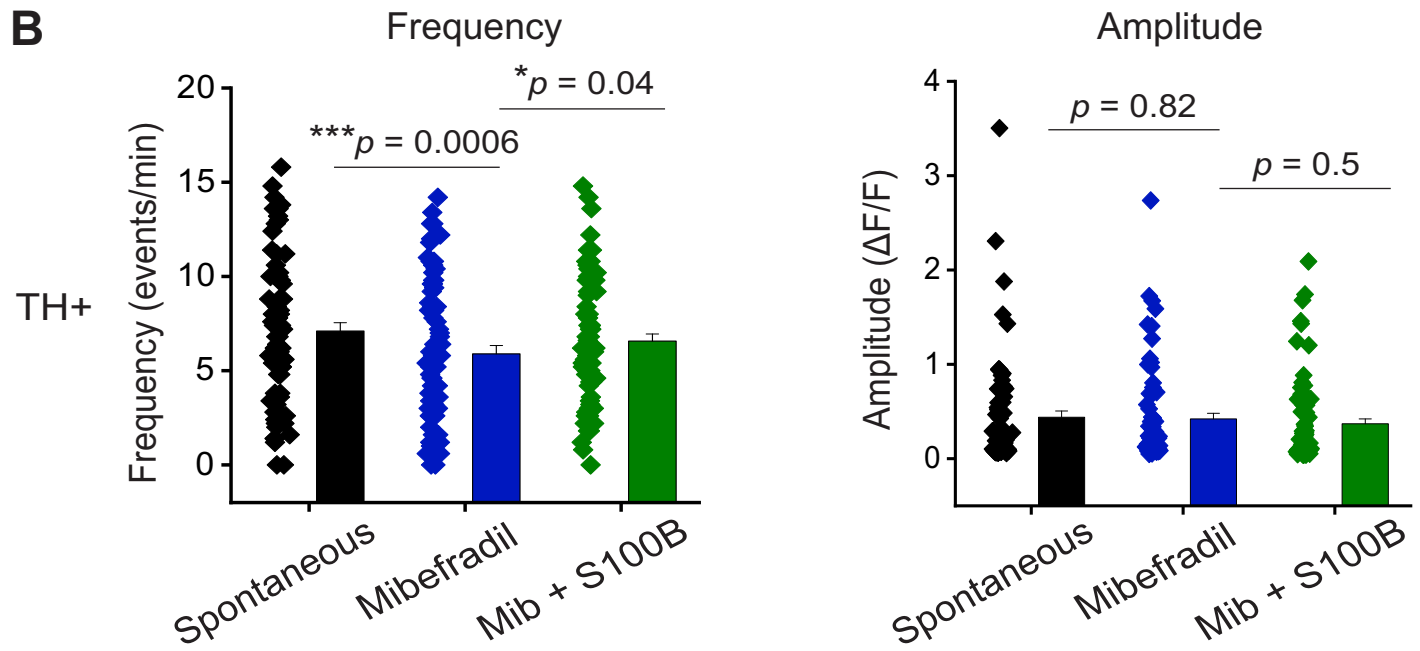 B
Frequency
Frequency (events/min)
20
15
10
5
0
*p = 0.04
***p = 0.0006
TH+
Spontaneous
Mibefradil
Mib + S100B
Amplitude
Amplitude (ΔF/F)
4
3
2
1
0
p = 0.82
p = 0.5
Spontaneous
Mibefradil
Mib + S100B